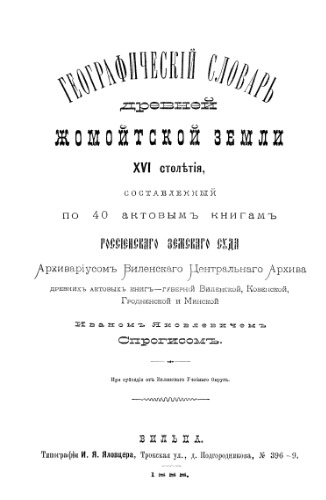 ГЕОГРАФИЧЕСКІЙ СЛОВАРЬ
ДРЕВНЕЙ
ЖОМОЙТСКОЙ ЗЕМЛИ
XVI СТОЛѢТІЯ,
СОСТАВЛЕННЫЙ
ПО 40 АКТОВЫМЪ КНИГАМЪ
РОССІЕНСКАГО ЗЕМСКАГО СУДА
Архиваріусомъ Виленскаго Центральнаго Архива
ДРЕВНИХЪ АКТОВЫХЪ КНИГЪ—ГУБЕРНІЙ ВИЛЕНСКОЙ, КОВЕНСКОЙ,
ГРОДНЕНСКОЙ И МИНСКОЙ
Иваномъ Яковлевичемъ
Спрогисомъ.
При субсидіи отъ Виленскаго Учебнаго Округа.
ВИЛЬНА.
Типографія И. Я. Яловцера, Трокская ул., д. Подгородникова, № 396—9.
1888.